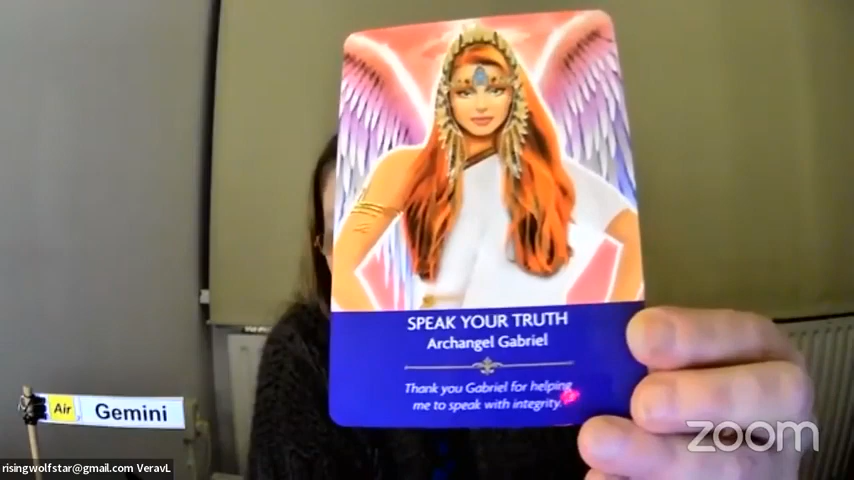 SPEAK YOUR TRUTH
Archangel Gabriel
Thank you Gabriel for helping
me to speak with integrity.
Air Gemini
zoom
risingwolfstar@gmail.com VeravL